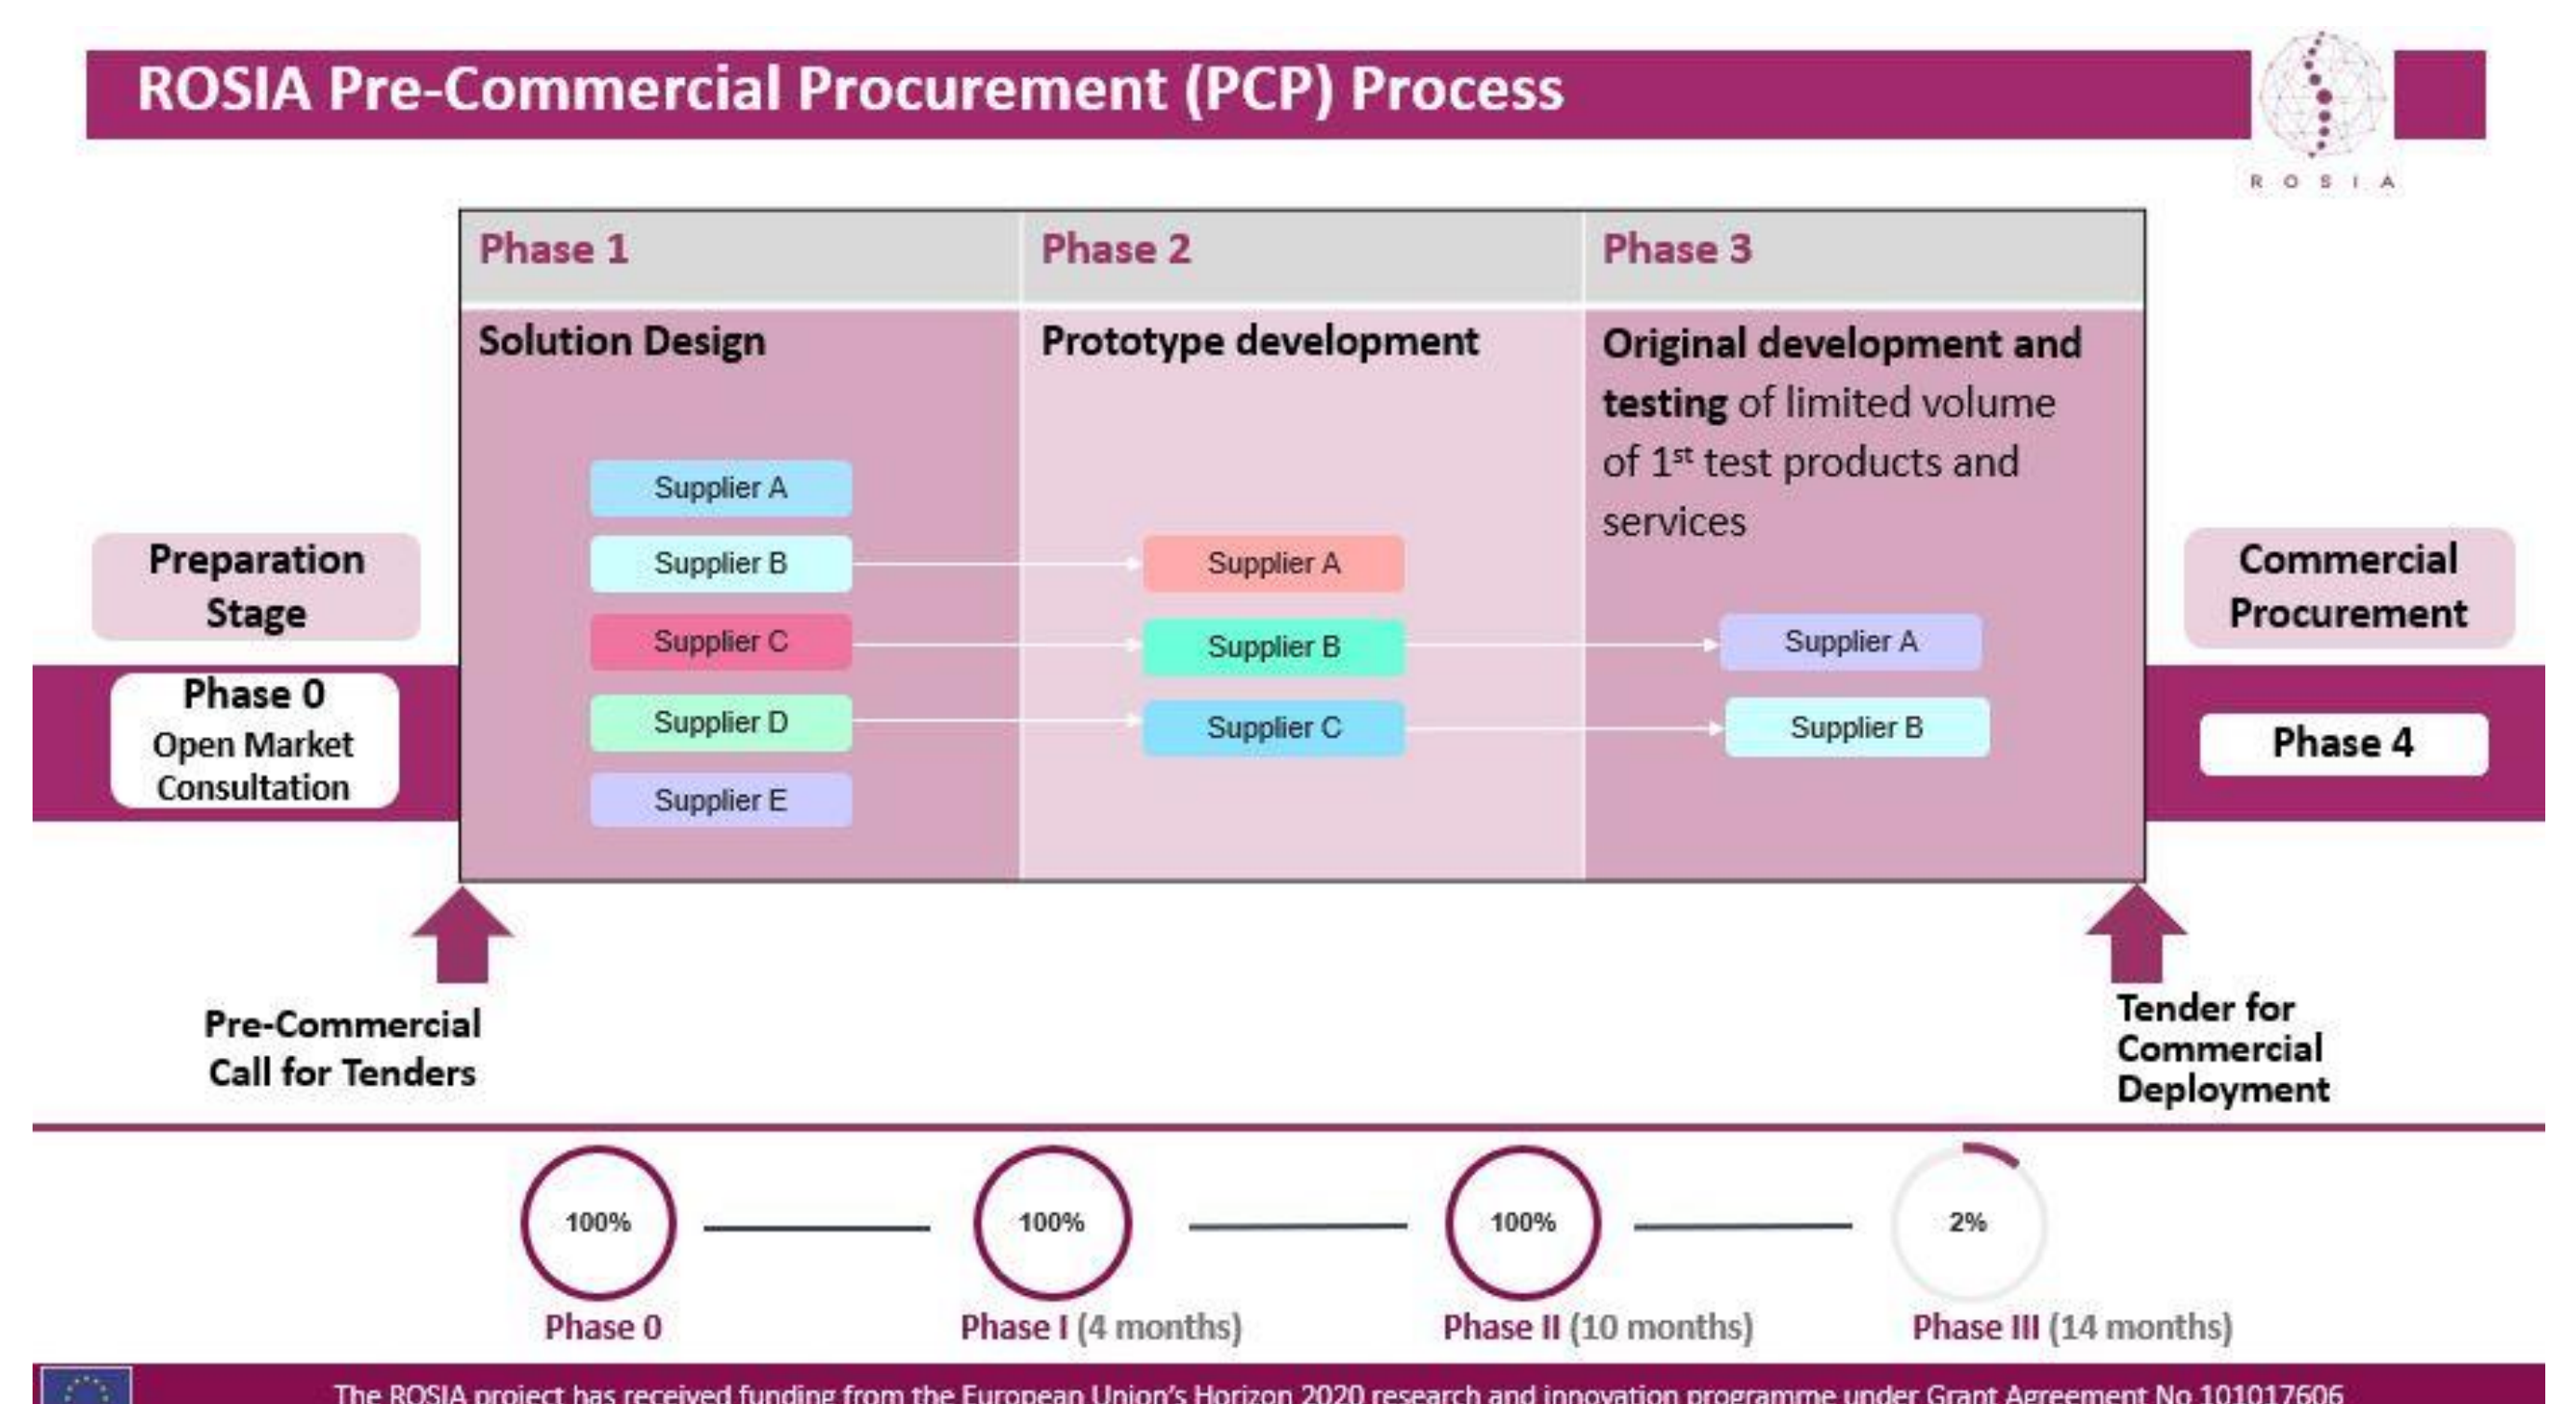 ROSIA Pre-Commercial Procurement (PCP) Process
R O S I A
Phase 1
Phase 2
Phase 3
Solution Design
Prototype development
Original development and
testing of limited volume
of 1st test products and
services
Supplier A
Supplier B
Supplier C
Supplier D
Supplier E
Supplier A
Supplier B
Supplier C
Supplier A
Supplier B
Preparation
Stage
Phase 0
Open Market
Consultation
Commercial
Procurement
Phase 4
Pre-Commercial
Call for Tenders
Tender for
Commercial
Deployment
100%
100%
100%
2%
Phase 0
Phase I (4 months)
Phase II (10 months)
Phase III (14 months)
The ROSIA project has received funding from the European Union's Horizon 2020 research and innovation programme under Grant Agreement No 101017606